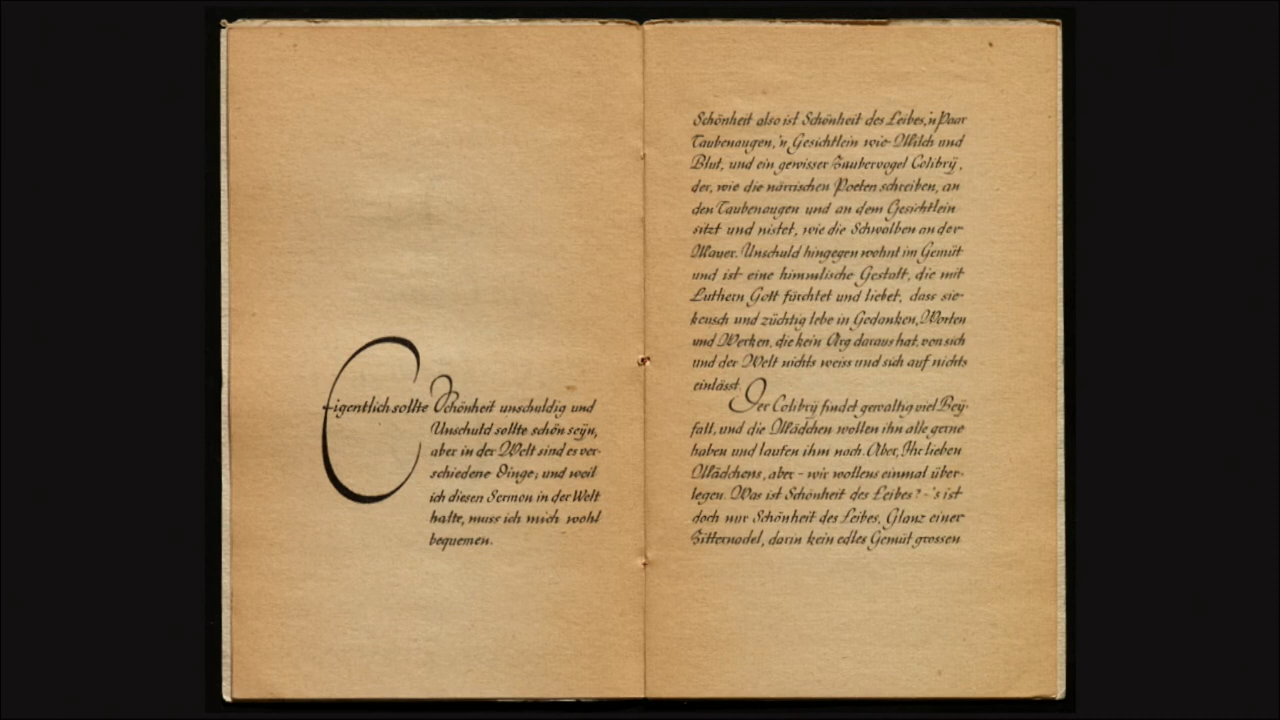 Eigentlich sollte Schönheit unschuldig und
Unschuld sollte schön seÿn,
aber in der Welt sind es ver-
schiedene Dinge; und weil
ich diesen Sermon in der Welt
halte, muss ich mich wohl
bequemen.
Schönheit also ist Schönheit des Leibes, 'n Paar
Taubenaugen, 'n Gesichtlein wie Milch und
Blut, und ein gewisser Zaubervogel Colibrÿ,
der, wie die närrischen Poeten schreiben, an
den Taubenaugen und an dem Gesichtlein
sitzt und nistet, wie die Schwalben an der
Mauer. Unschuld hingegen wohnt im Gemüt
und ist eine himmlische Gestalt, die mit
Luthern Gott fürchtet und liebet, dass sie
keusch und züchtig lebe in Gedanken, Worten
und Werken, die kein Arg daraus hat, von sich
und der Welt nichts weiss und sich auf nichts
einlässt.
Der Colibrÿ findet gewaltig viel Beÿ-
fall, und die Mädchen wollen ihn alle gerne
haben und laufen ihm nach. Aber, Ihr lieben
Mädchens, aber - wir wollens einmal über-
legen. Was ist Schönheit des Leibes? - 's ist
doch nur Schönheit des Leibes, Glanz einer
Zitternadel, darin kein edles Gemüt grossen